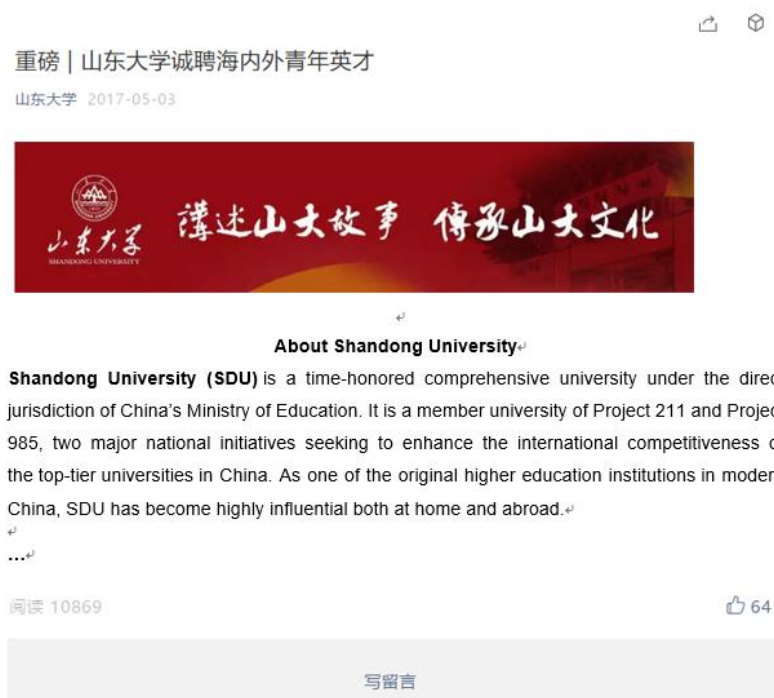 重磅 | 山东大学诚聘海内外青年英才
山东大学 2017-05-03
山东大学
SHANDONG UNIVERSITY
講述山大故事 傳承山大文化
About Shandong University
Shandong University (SDU) is a time-honored comprehensive university under the direc
jurisdiction of China’s Ministry of Education. It is a member university of Project 211 and Projec
985, two major national initiatives seeking to enhance the international competitiveness o
the top-tier universities in China. As one of the original higher education institutions in moder
China, SDU has become highly influential both at home and abroad.
...
阅读 10869
64
写留言